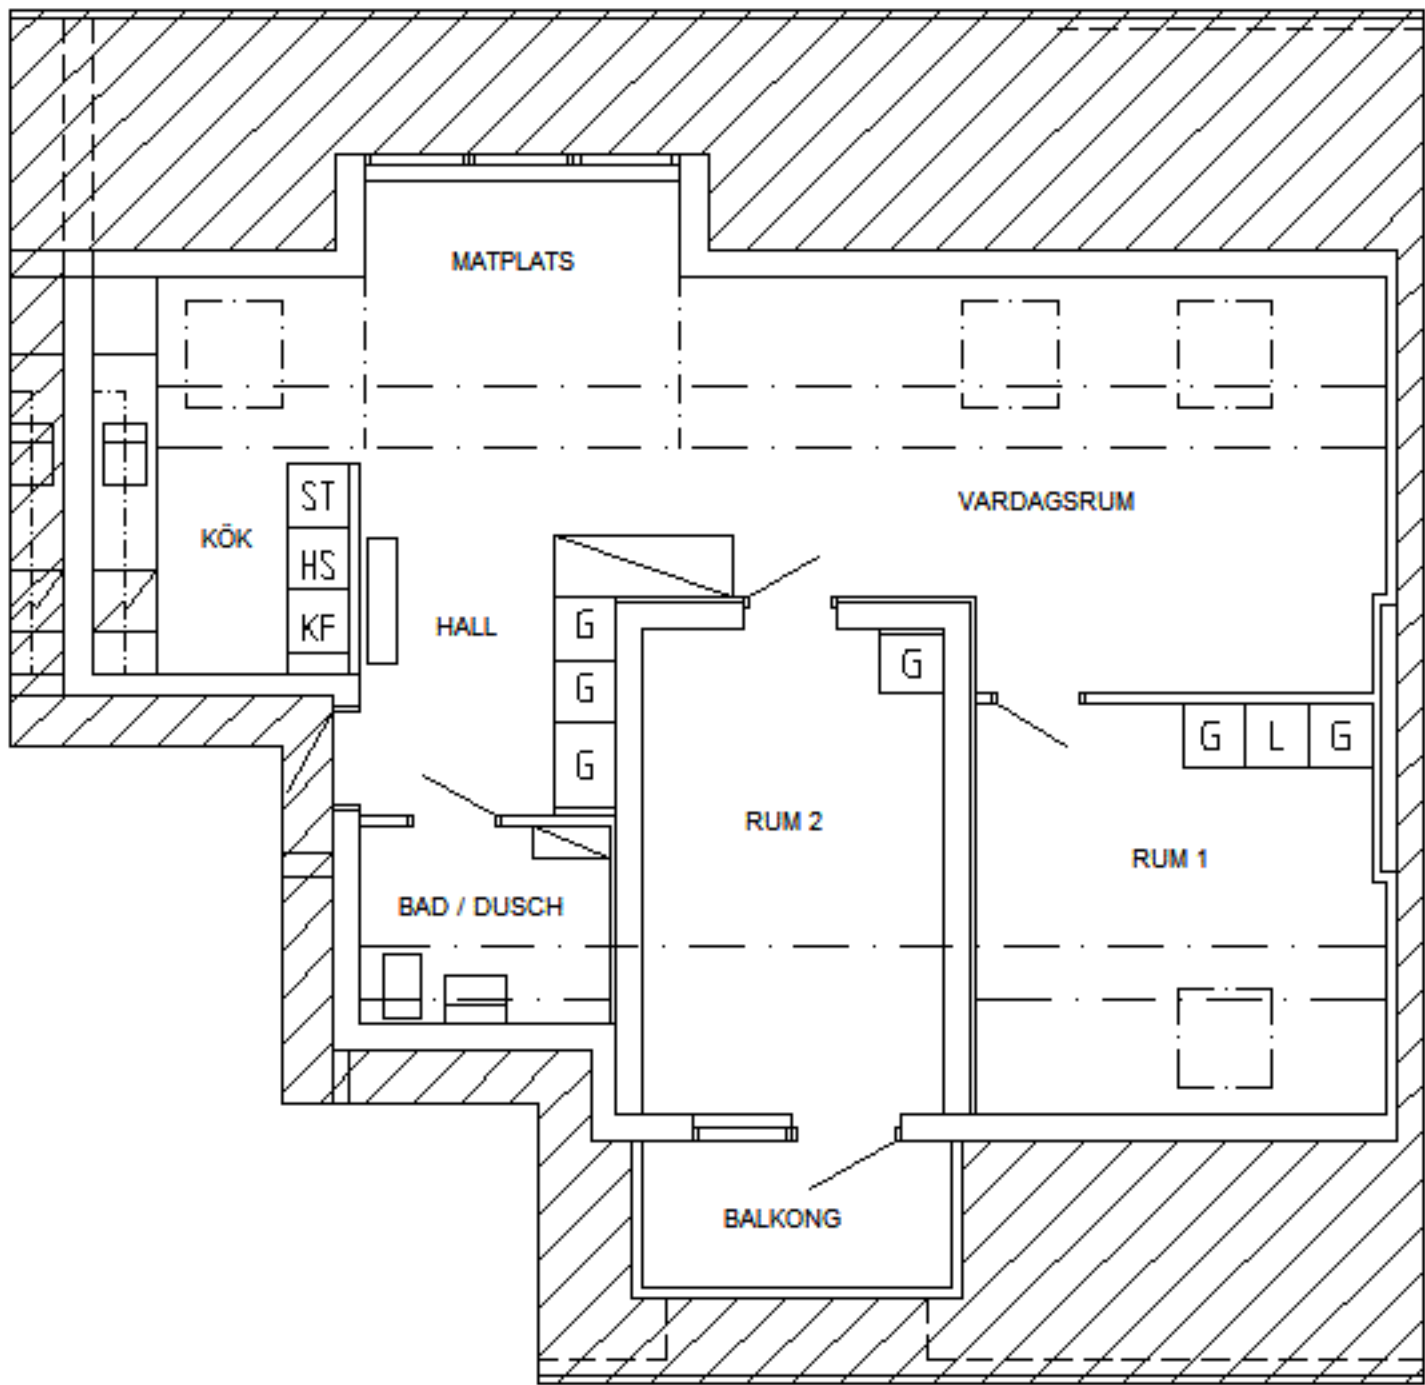 MATPLATS
VARDAGSRUM
ST
KÖK
HS
KF
HALL
G
G
G
G
G L G
RUM 2
RUM 1
BAD / DUSCH
BALKONG